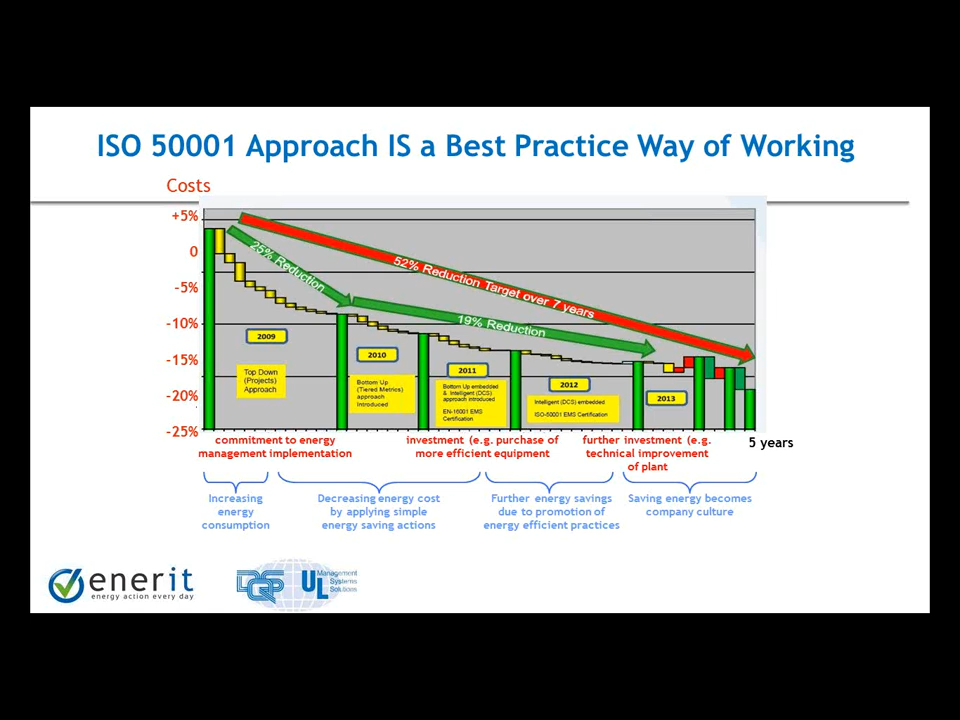 ISO 50001 Approach IS a Best Practice Way of Working
Costs
+5%
0
-5%
-10%
-15%
-20%
-25%
25% Reduction
52% Reduction Target over 7 years
19% Reduction
2009
Top Down
(Projects)
Approach
2010
Bottom Up
(Tiered Metrics)
approach
Introduced
2011
Bottom Up embedded
& Intelligent (DCS)
approach introduced
EN-16001 EMS
Certification
2012
Intelligent (DCS) embedded
ISO-50001 EMS Certification
2013
5 years
commitment to energy
management implementation
investment (e.g. purchase of
more efficient equipment
further investment (e.g.
technical improvement
of plant
Increasing
energy
consumption
Decreasing energy cost
by applying simple
energy saving actions
Further energy savings
due to promotion of
energy efficient practices
Saving energy becomes
company culture
enerit
energy action every day
DQS
UL
Management
Systems
Solutions